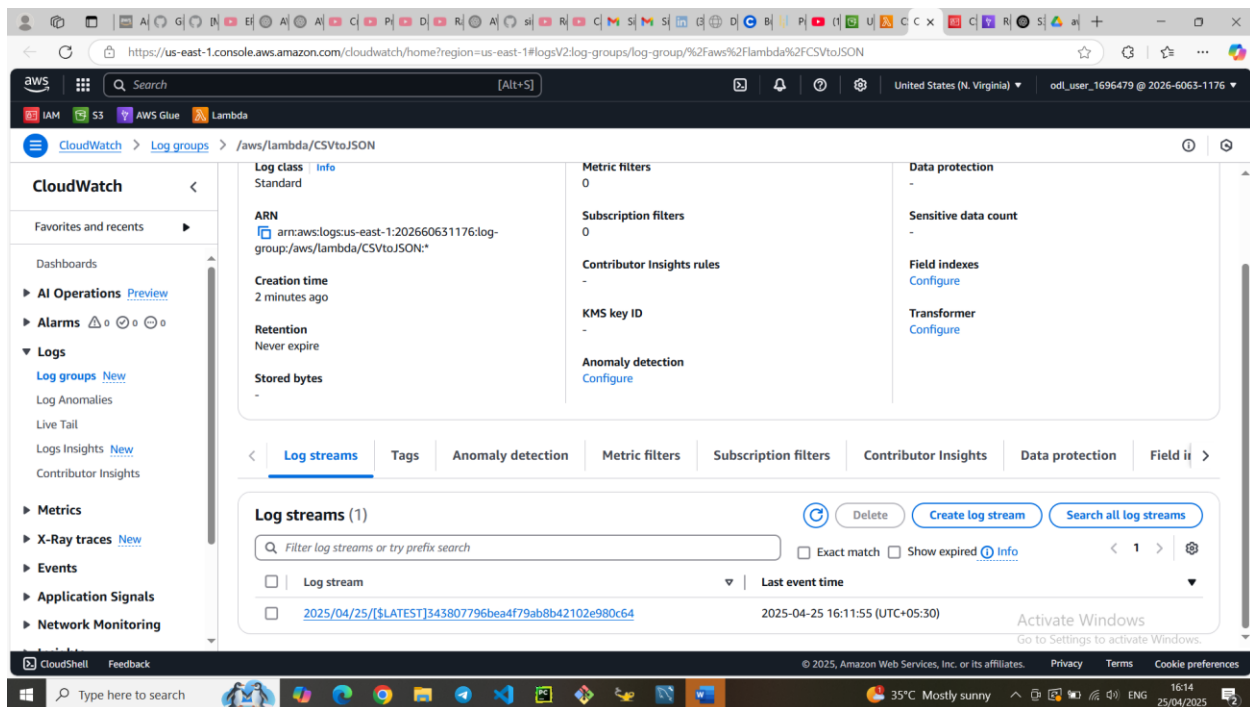 https://us-east-1.console.aws.amazon.com/cloudwatch/home?region=us-east-1#logsV2:log-groups/log-group/%2Faws%2Flambda%2FCSVtoJSON
aws
Search [Alt+S]
United States (N. Virginia)
odl_user_1696479 @ 2026-6063-1176
IAM S3 AWS Glue Lambda
CloudWatch > Log groups > /aws/lambda/CSVtoJSON
CloudWatch
Favorites and recents
Dashboards
AI Operations Preview
Alarms 0 0 0
Logs
Log groups New
Log Anomalies
Live Tail
Logs Insights New
Contributor Insights
Metrics
X-Ray traces New
Events
Application Signals
Network Monitoring
Log class Info
Standard
ARN
arn:aws:logs:us-east-1:202660631176:log-
group:/aws/lambda/CSVtoJSON:*
Creation time
2 minutes ago
Retention
Never expire
Stored bytes
-
Metric filters
0
Subscription filters
0
Contributor Insights rules
-
KMS key ID
-
Anomaly detection
Configure
Data protection
-
Sensitive data count
-
Field indexes
Configure
Transformer
Configure
Log streams Tags Anomaly detection Metric filters Subscription filters Contributor Insights Data protection Field
Log streams (1)
Delete Create log stream Search all log streams
Filter log streams or try prefix search
Exact match Show expired Info
1
Log stream Last event time
2025/04/25/[$LATEST]343807796bea4f79ab8b42102e980c64 2025-04-25 16:11:55 (UTC+05:30)
Activate Windows
Go to Settings to activate Windows.
CloudShell Feedback
© 2025, Amazon Web Services, Inc. or its affiliates. Privacy Terms Cookie preferences
Type here to search
35°C Mostly sunny
ENG
16:14
25/04/2025
2